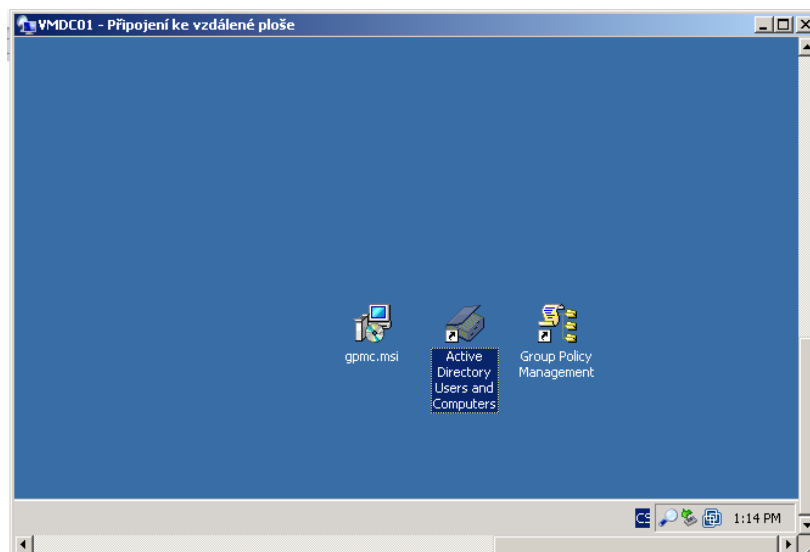 VMDC01 - Připojení ke vzdálené ploše
gpmc.msi
Active
Directory
Users and
Computers
Group Policy
Management
CS
1:14 PM